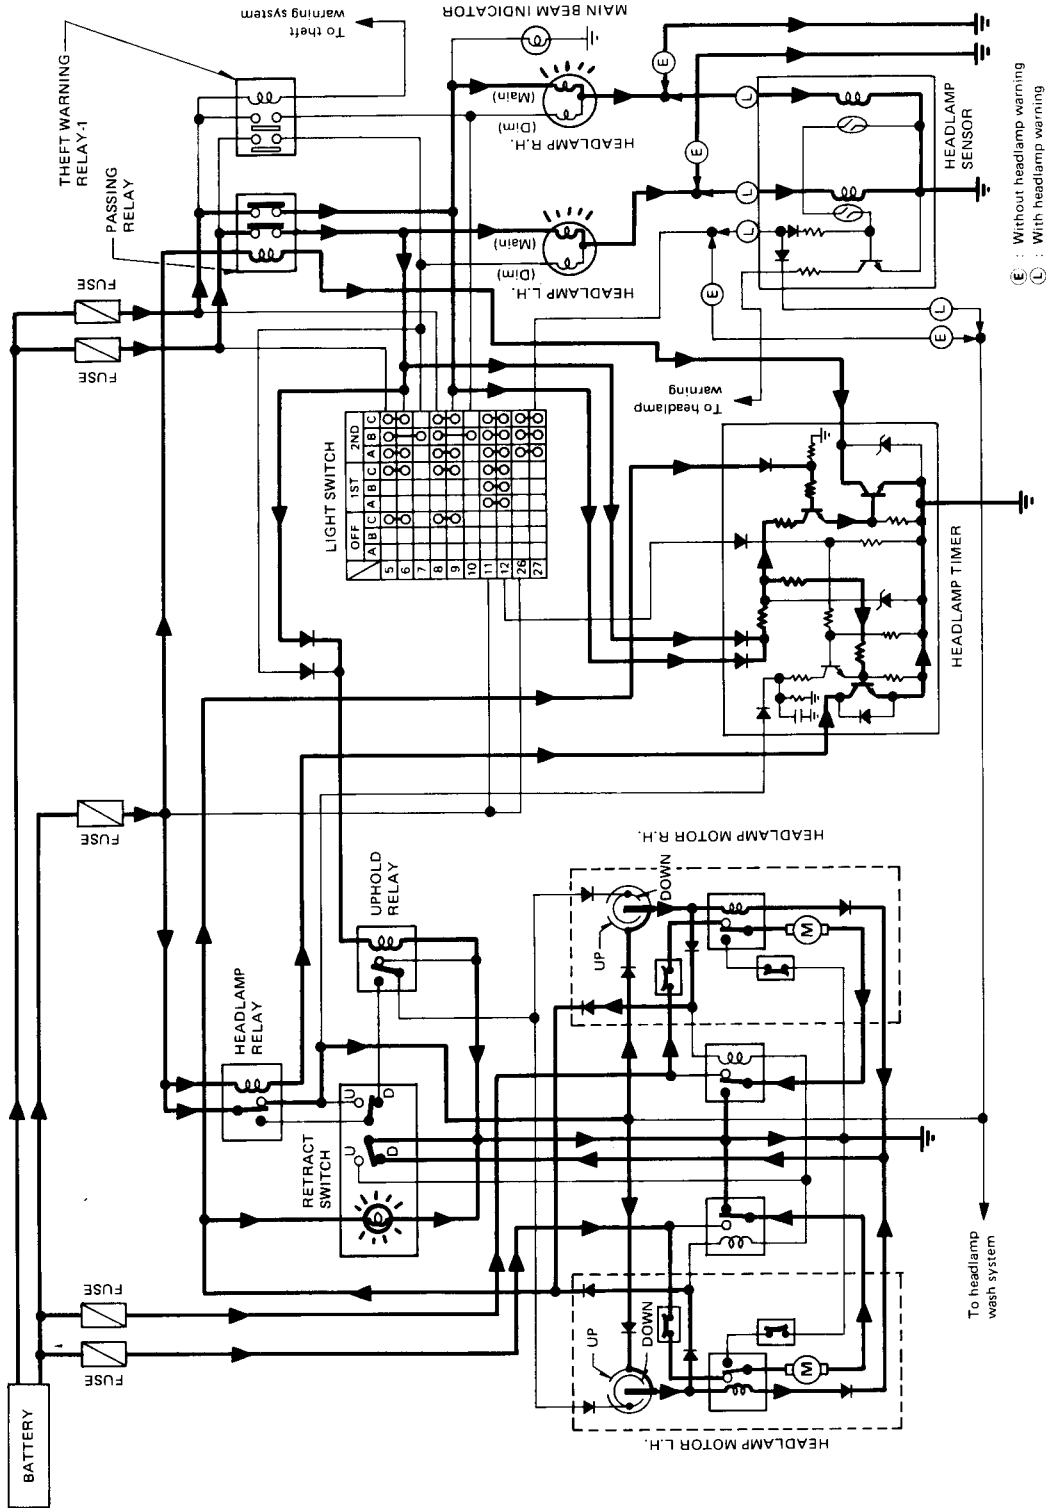 BATTERY
FUSE
FUSE
FUSE
FUSE
FUSE
THEFT WARNING
RELAY-1
PASSING
RELAY
To theft
warning system
MAIN BEAM INDICATOR
(Main)
(Dim)
HEADLAMP R.H.
(Main)
(Dim)
HEADLAMP L.H.
E
E
L
L
L
E
E
L
HEADLAMP
SENSOR
E : Without headlamp warning
L : With headlamp warning
To headlamp
warning
LIGHT SWITCH
OFF 1ST 2ND
A B C A B C A B C
5
6
7
8
9
10
11
12
26
27
HEADLAMP TIMER
HEADLAMP
RELAY
UPHOLD
RELAY
RETRACT
SWITCH
U
D
U
D
HEADLAMP MOTOR R.H.
UP
DOWN
M
HEADLAMP MOTOR L.H.
UP
DOWN
M
To headlamp
wash system